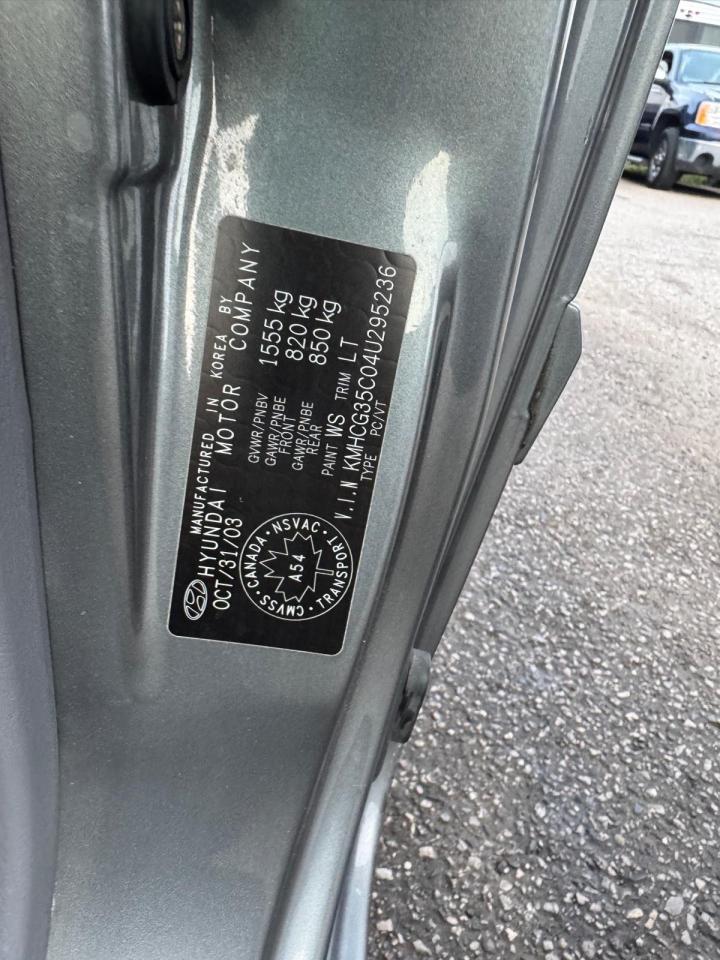 MANUFACTURED IN KOREA BY
HYUNDAI MOTOR COMPANY
OCT/31/03
GVWR/PNBV 1555 kg
GAWR/PNBE FRONT 820 kg
GAWR/PNBE REAR 850 kg
PAINT WS TRIM LT
V.I.N KMHCG35C04U295236
TYPE PC/VT
CANADA · NSVAC ·
A54
CMVSS · TRANSPORT ·